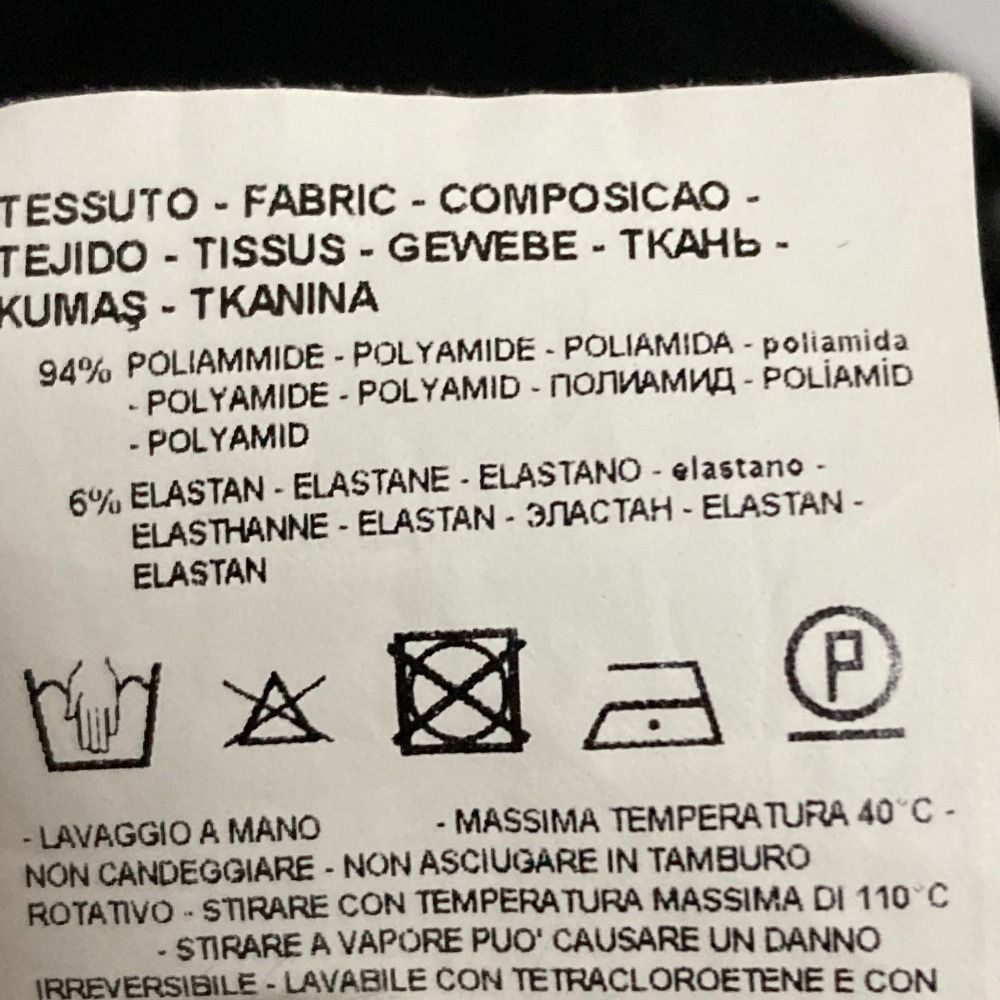 TESSUTO - FABRIC - COMPOSICAO -
TEJIDO - TISSUS - GEWEBE - ТКАНЬ -
KUMAŞ - TKANINA
94% POLIAMMIDE - POLYAMIDE - POLIAMIDA - poliamida
- POLYAMIDE - POLYAMID - ПОЛИАМИД - POLİAMİD
- POLYAMID
6% ELASTAN - ELASTANE - ELASTANO - elastano -
ELASTHANNE - ELASTAN - ЭЛАСТАН - ELASTAN -
ELASTAN
P
- LAVAGGIO A MANO - MASSIMA TEMPERATURA 40°C -
NON CANDEGGIARE - NON ASCIUGARE IN TAMBURO
ROTATIVO - STIRARE CON TEMPERATURA MASSIMA DI 110°C
- STIRARE A VAPORE PUO' CAUSARE UN DANNO
IRREVERSIBILE - LAVABILE CON TETRACLOROETENE E CON